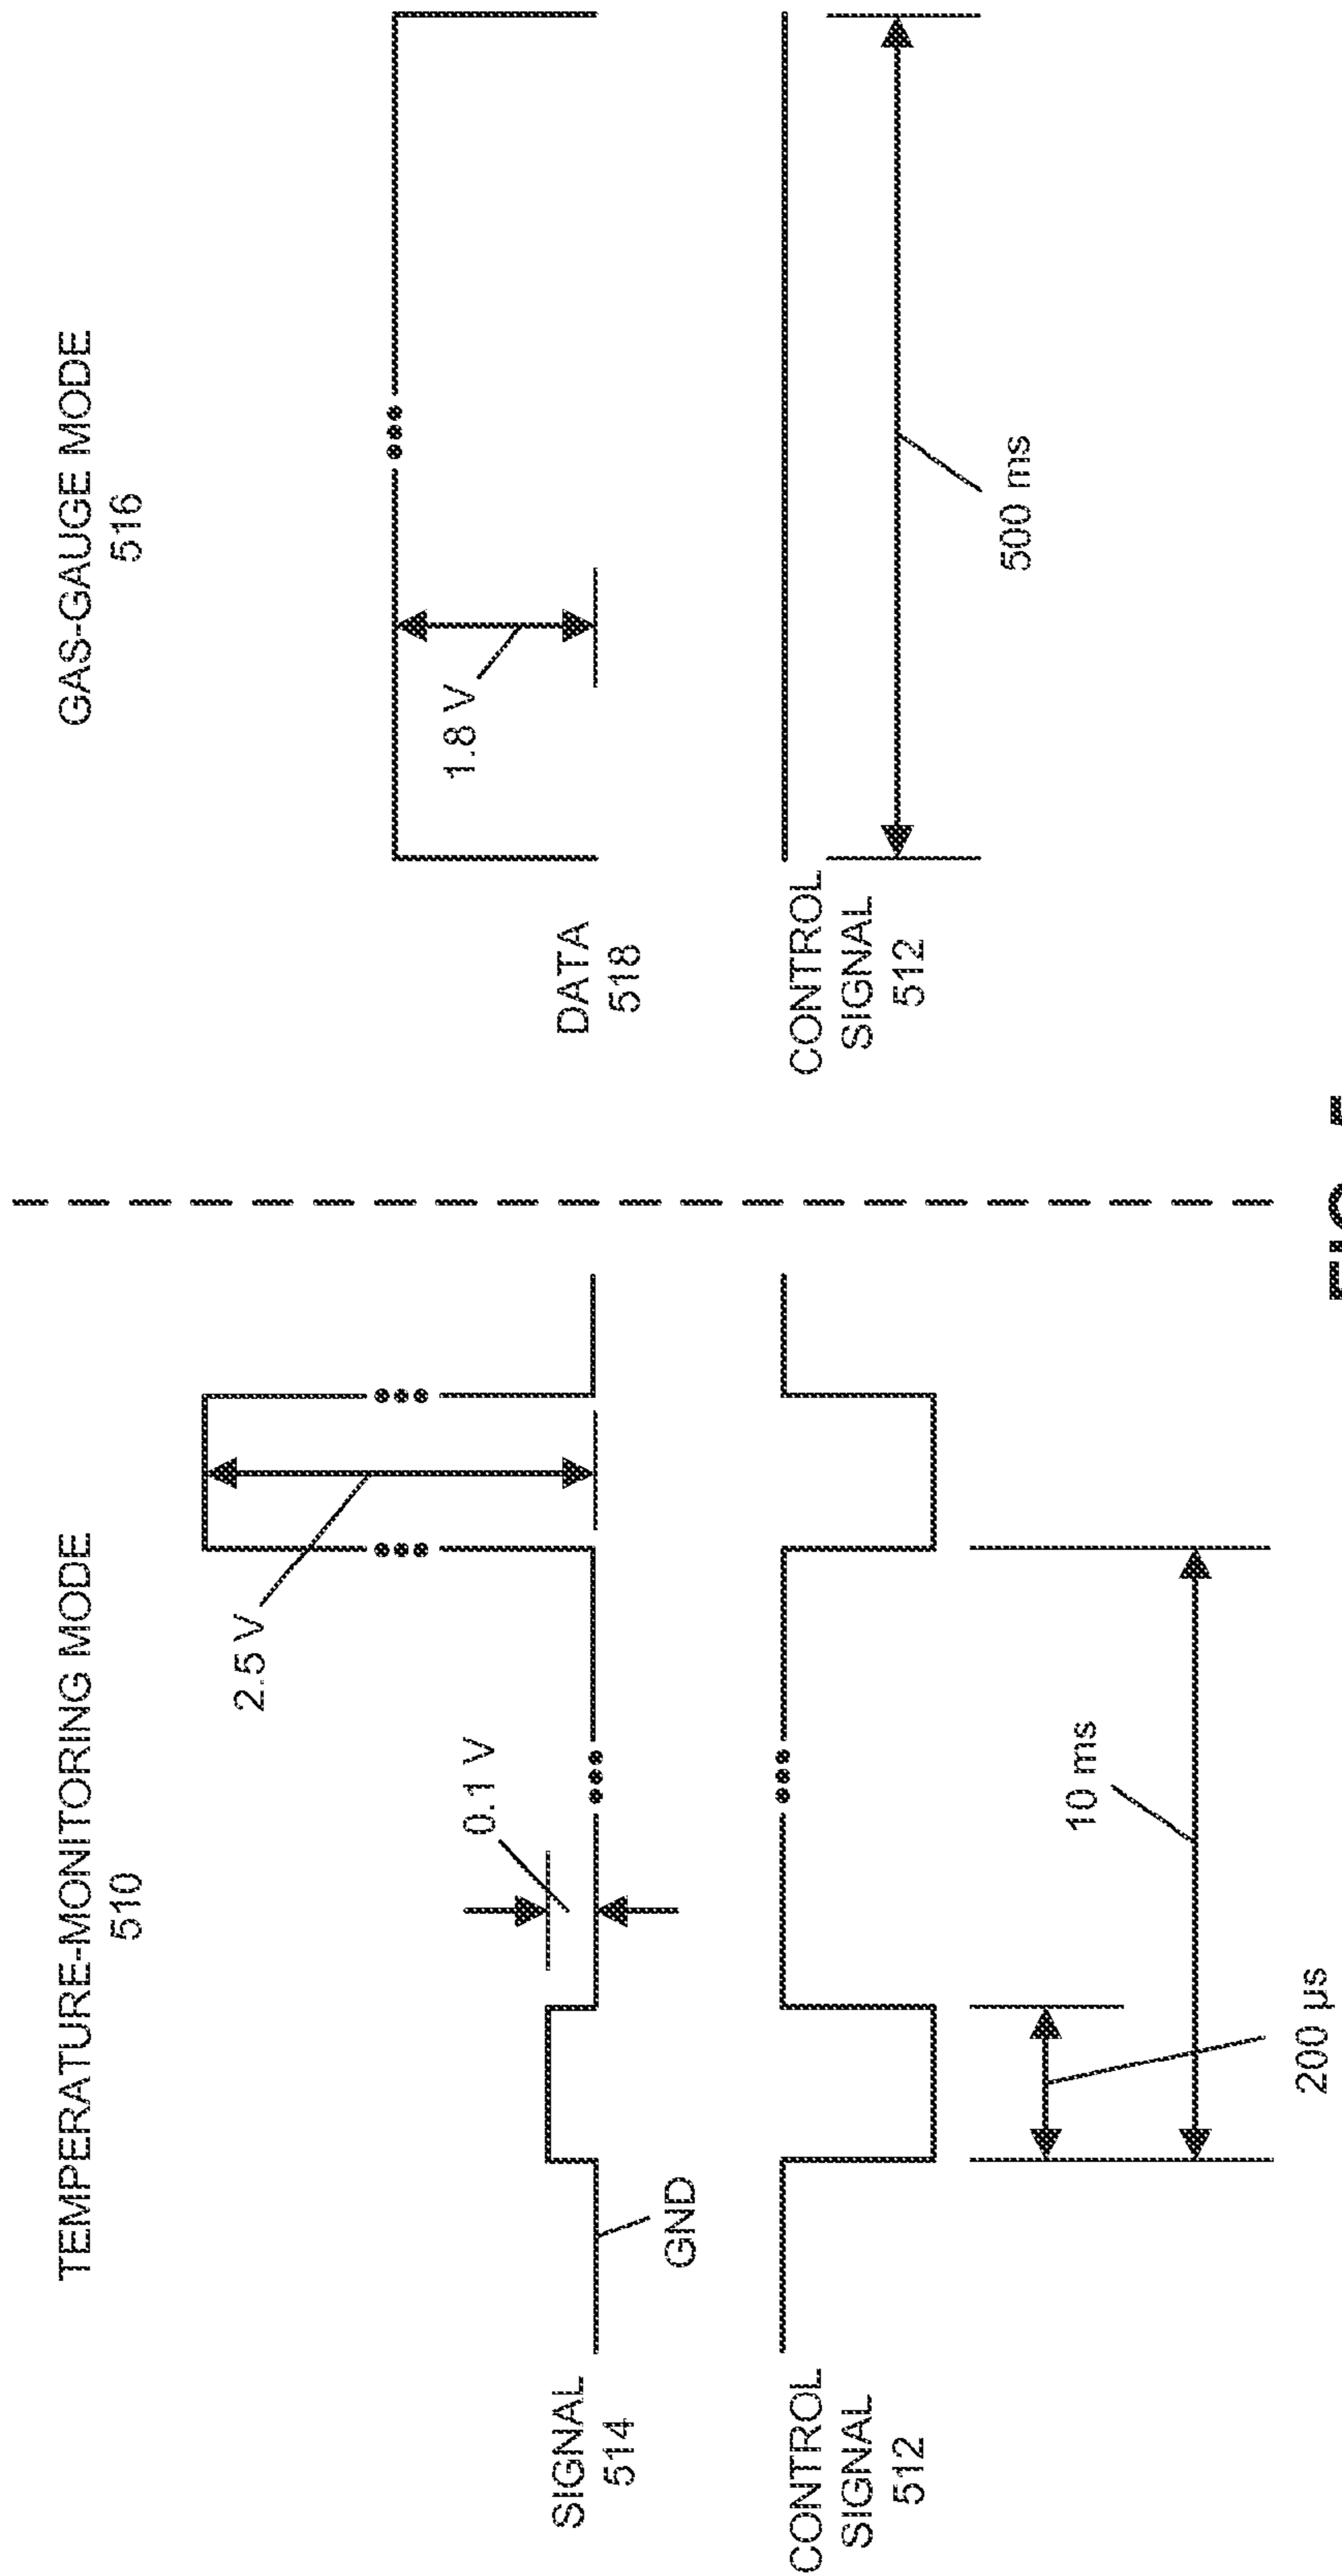 TEMPERATURE-MONITORING MODE
510
2.5 V
0.1 V
SIGNAL
514
GND
CONTROL
SIGNAL
512
10 ms
200 µs
GAS-GAUGE MODE
516
1.8 V
DATA
518
CONTROL
SIGNAL
512
500 ms